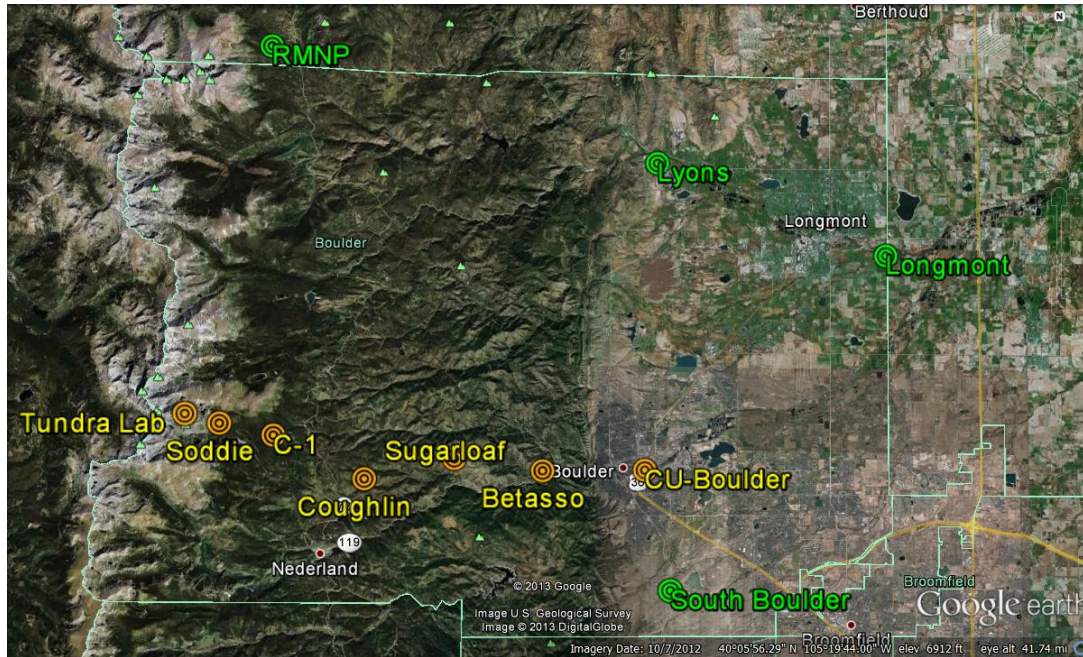 Berthoud
N
RMNP
Lyons
Longmont
Boulder
Longmont
Tundra Lab
Soddie
C-1
Sugarloaf
Coughlin
Betasso
Boulder
CU-Boulder
119
Nederland
© 2013 Google
Image U.S. Geological Survey
Image © 2013 DigitalGlobe
South Boulder
Broomfield
Google earth
Broomfield
Imagery Date: 10/7/2012 40°05'56.29" N 105°19'44.00" W elev 6912 ft eye alt 41.74 mi